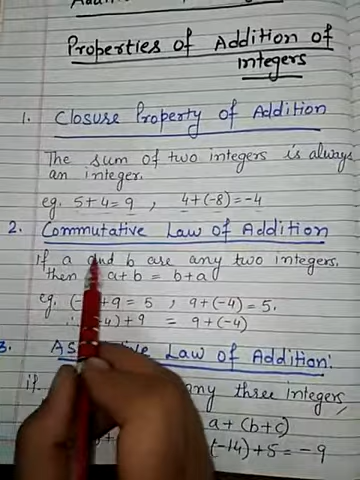 Properties of Addition of
integers
1. Closure Property of Addition
The sum of two integers is always
an integer.
eg. 5+4=9 , 4+(-8)=-4
2. Commutative Law of Addition
if a and b are any two integers,
then a+b = b+a
eg. +9 = 5 , 9+(-4) = 5.
+9 = 9+(-4)
3. Law of Addition:
if any three integers,
a+(b+c)
(-14)+5=-9